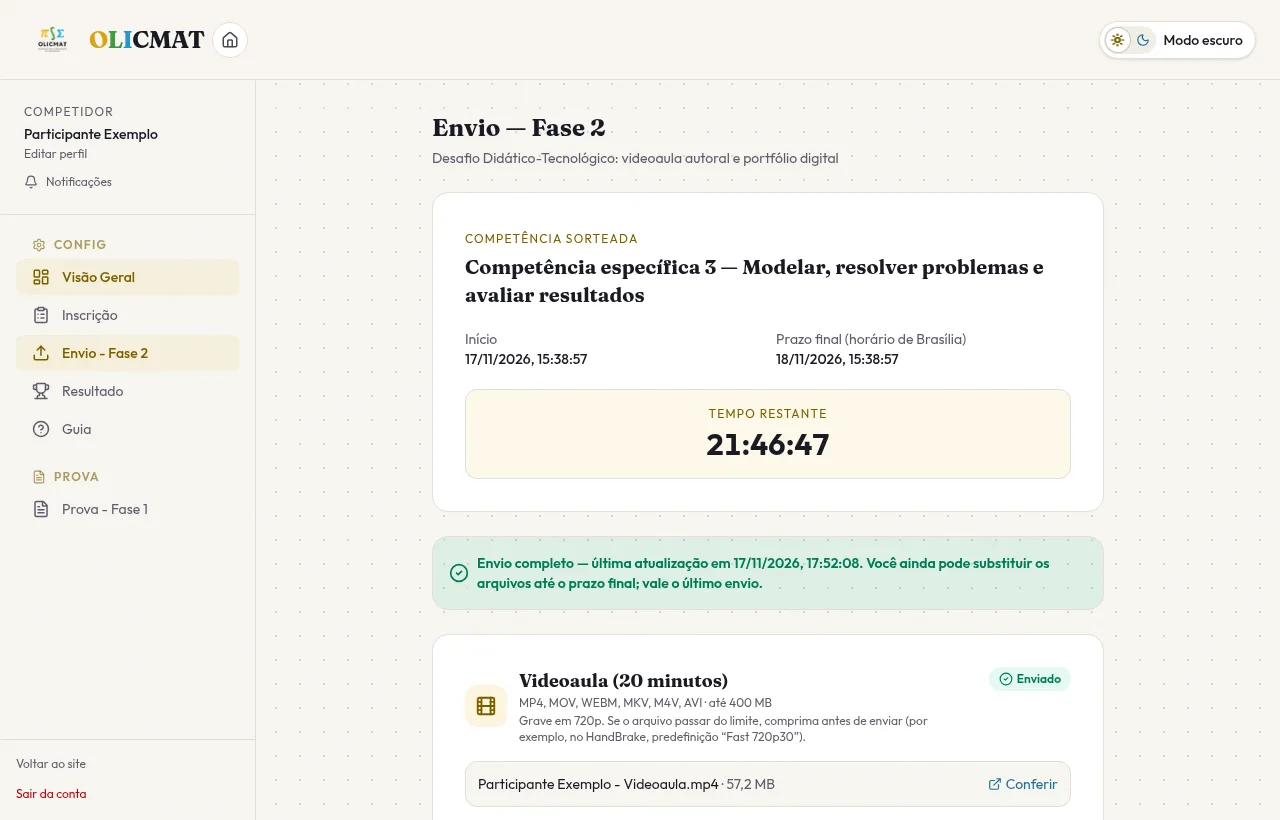 πSΣ
OLICMAT
OLICMAT
Modo escuro
COMPETIDOR
Participante Exemplo
Editar perfil
Notificações
CONFIG
Visão Geral
Inscrição
Envio - Fase 2
Resultado
Guia
PROVA
Prova - Fase 1
Voltar ao site
Sair da conta
Envio — Fase 2
Desafio Didático-Tecnológico: videoaula autoral e portfólio digital
COMPETÊNCIA SORTEADA
Competência específica 3 — Modelar, resolver problemas e
avaliar resultados
Início
17/11/2026, 15:38:57
Prazo final (horário de Brasília)
18/11/2026, 15:38:57
TEMPO RESTANTE
21:46:47
Envio completo — última atualização em 17/11/2026, 17:52:08. Você ainda pode substituir os
arquivos até o prazo final; vale o último envio.
Videoaula (20 minutos)
Enviado
MP4, MOV, WEBM, MKV, M4V, AVI · até 400 MB
Grave em 720p. Se o arquivo passar do limite, comprima antes de enviar (por
exemplo, no HandBrake, predefinição “Fast 720p30”).
Participante Exemplo - Videoaula.mp4 · 57,2 MB
Conferir